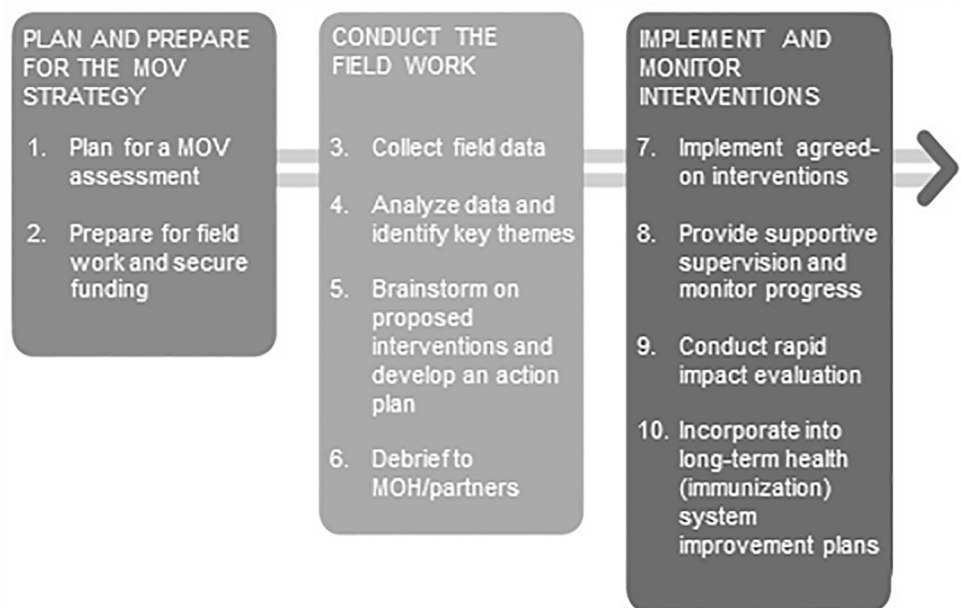 PLAN AND PREPARE
FOR THE MOV
STRATEGY
1. Plan for a MOV
assessment
2. Prepare for field
work and secure
funding
CONDUCT THE
FIELD WORK
3. Collect field data
4. Analyze data and
identify key themes
5. Brainstorm on
proposed
interventions and
develop an action
plan
6. Debrief to
MOH/partners
IMPLEMENT AND
MONITOR
INTERVENTIONS
7. Implement agreed-
on interventions
8. Provide supportive
supervision and
monitor progress
9. Conduct rapid
impact evaluation
10. Incorporate into
long-term health
(immunization)
system
improvement plans